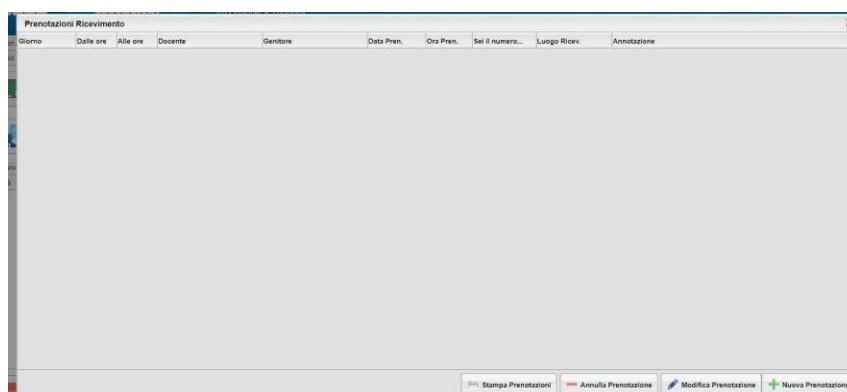 Prenotazioni Ricevimento
Giorno Dalle ore Alle ore Docente Genitore Data Pren. Ora Pren. Sei il numero... Luogo Ricev. Annotazione
Stampa Prenotazioni Annulla Prenotazione Modifica Prenotazione Nuova Prenotazione